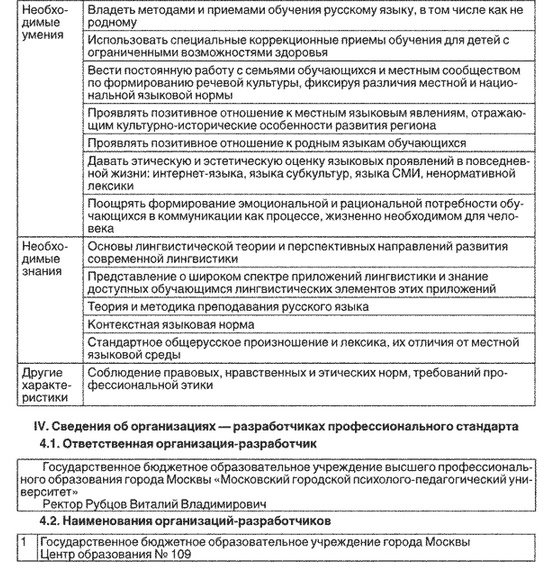 Необхо-
димые
умения
Владеть методами и приемами обучения русскому языку, в том числе как не
родному
Использовать специальные коррекционные приемы обучения для детей с
ограниченными возможностями здоровья
Вести постоянную работу с семьями обучающихся и местным сообществом
по формированию речевой культуры, фиксируя различия местной и нацио-
нальной языковой нормы
Проявлять позитивное отношение к местным языковым явлениям, отражаю-
щим культурно-исторические особенности развития региона
Проявлять позитивное отношение к родным языкам обучающихся
Давать этическую и эстетическую оценку языковых проявлений в повседнев-
ной жизни: интернет-языка, языка субкультур, языка СМИ, ненормативной
лексики
Поощрять формирование эмоциональной и рациональной потребности обу-
чающихся в коммуникации как процессе, жизненно необходимом для чело-
века
Необхо-
димые
знания
Основы лингвистической теории и перспективных направлений развития
современной лингвистики
Представление о широком спектре приложений лингвистики и знание
доступных обучающимся лингвистических элементов этих приложений
Теория и методика преподавания русского языка
Контекстная языковая норма
Стандартное общерусское произношение и лексика, их отличия от местной
языковой среды
Другие
характе-
ристики
Соблюдение правовых, нравственных и этических норм, требований про-
фессиональной этики
IV. Сведения об организациях — разработчиках профессионального стандарта
4.1. Ответственная организация-разработчик
Государственное бюджетное образовательное учреждение высшего профессиональ-
ного образования города Москвы «Московский городской психолого-педагогический уни-
верситет»
Ректор Рубцов Виталий Владимирович
4.2. Наименования организаций-разработчиков
1 Государственное бюджетное образовательное учреждение города Москвы
Центр образования № 109